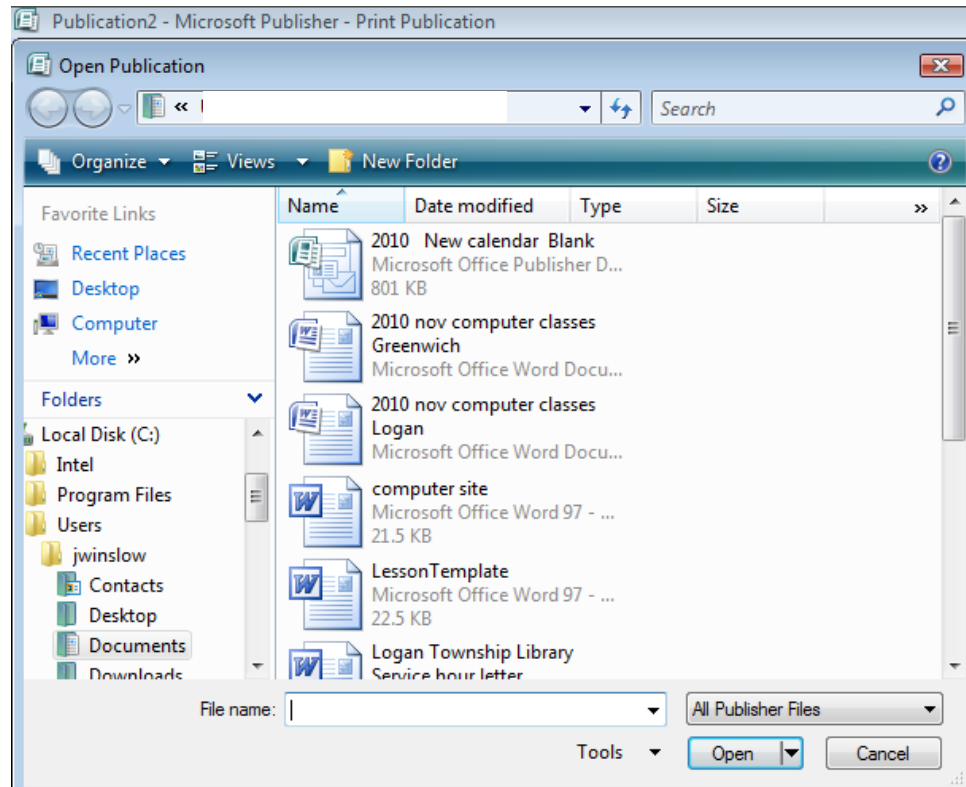 Publication2 - Microsoft Publisher - Print Publication
Open Publication
«
Search
Organize
Views
New Folder
Favorite Links
Recent Places
Desktop
Computer
More »
Folders
Local Disk (C:)
Intel
Program Files
Users
jwinslow
Contacts
Desktop
Documents
Downloads
Name Date modified Type Size »
2010 New calendar Blank
Microsoft Office Publisher D...
801 KB
2010 nov computer classes
Greenwich
Microsoft Office Word Docu...
2010 nov computer classes
Logan
Microsoft Office Word Docu...
computer site
Microsoft Office Word 97 - ...
21.5 KB
LessonTemplate
Microsoft Office Word 97 - ...
22.5 KB
Logan Township Library
Service hour letter
File name:
All Publisher Files
Tools
Open
Cancel